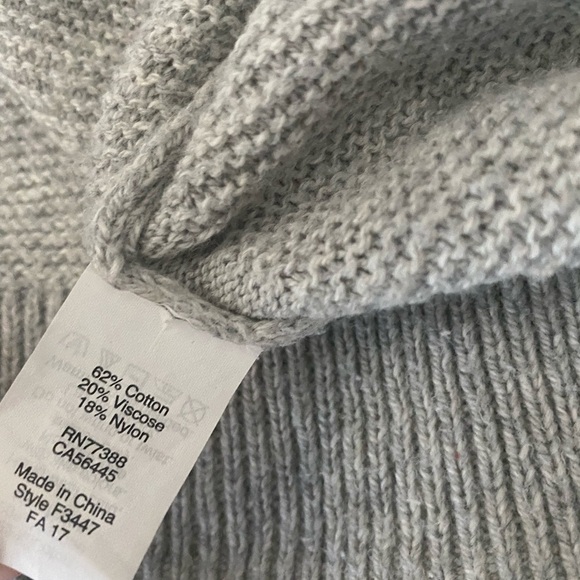 62% Cotton
20% Viscose
18% Nylon
RN77388
CA56445
Made in China
Style F3447
FA 17